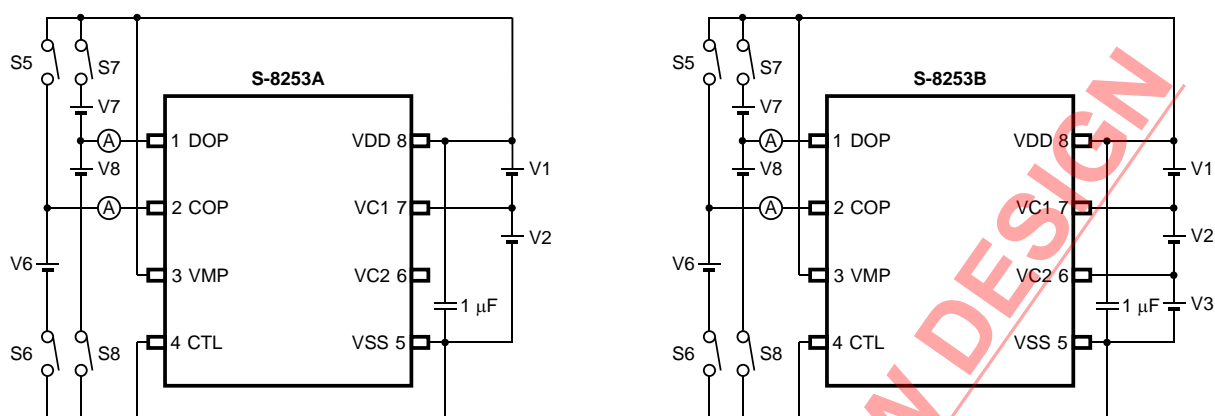 S-8253A
S5
S7
V7
A
1 DOP
VDD 8
V8
V1
A
2 COP
VC1 7
V2
V6
3 VMP
VC2 6
1 μF
S6
S8
4 CTL
VSS 5
S-8253B
S5
S7
V7
A
1 DOP
VDD 8
V8
V1
A
2 COP
VC1 7
V2
V6
3 VMP
VC2 6
1 μF
V3
S6
S8
4 CTL
VSS 5
DESIGN